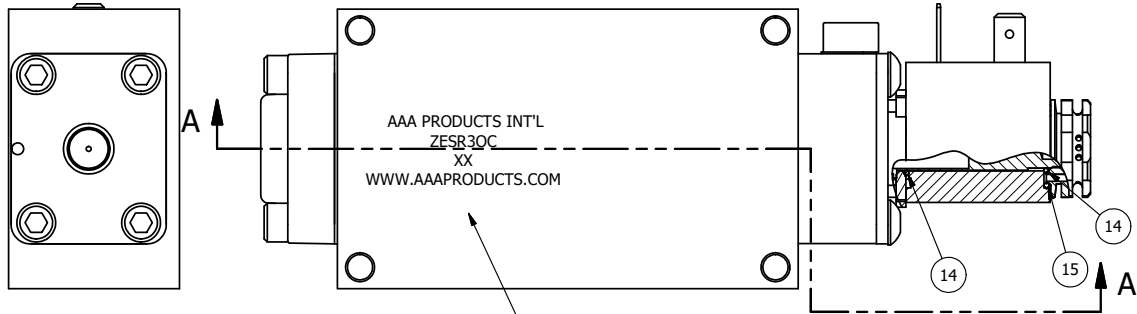 A
AAA PRODUCTS INT'L
ZESR3OC
XX
WWW.AAAPRODUCTS.COM
14
14
15
A